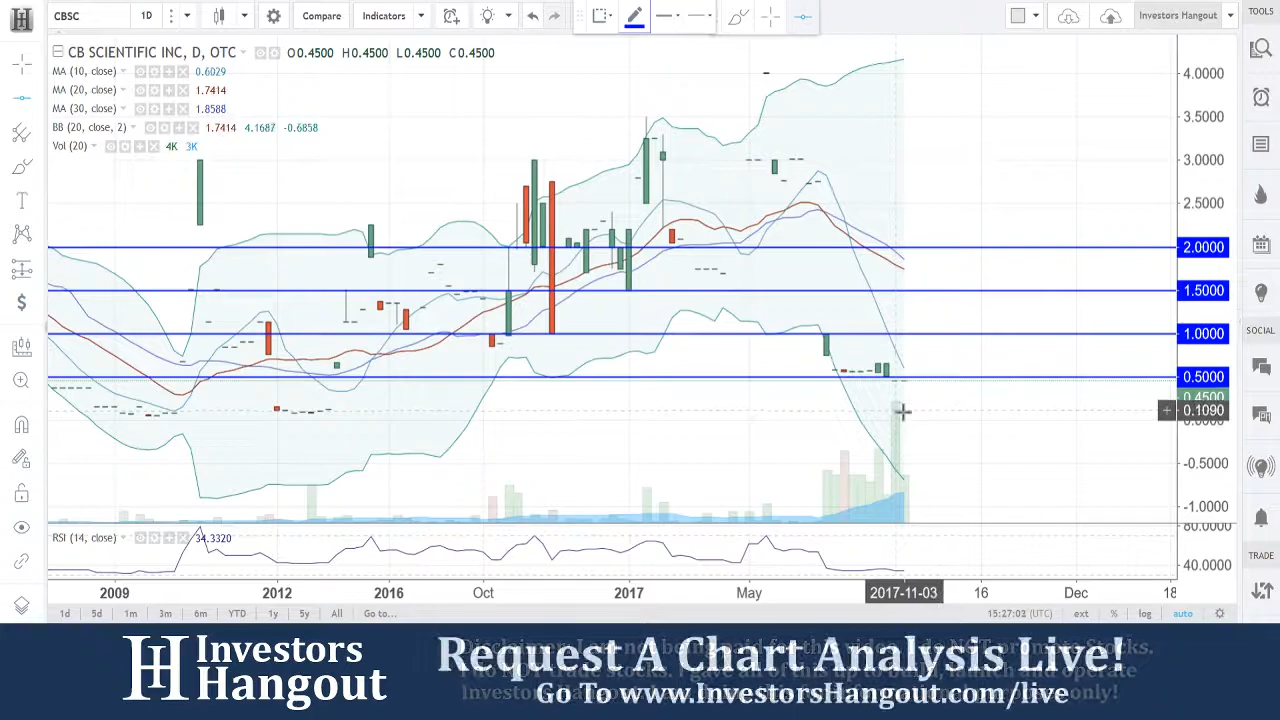 CBSC 1D Compare Indicators Investors Hangout TOOLS
CB SCIENTIFIC INC, D, OTC O0.4500 H0.4500 L0.4500 C0.4500
MA (10, close) 0.6029
MA (20, close) 1.7414
MA (30, close) 1.8588
BB (20, close, 2) 1.7414 4.1687 -0.6858
Vol (20) 4K 3K
4.0000
3.5000
3.0000
2.5000
2.0000
1.5000
1.0000
0.5000
0.4500
0.1090
0.0000
-0.5000
-1.0000
80.0000
40.0000
SOCIAL
TRADE
RSI (14, close) 34.3320
2009 2012 2016 Oct 2017 May 2017-11-03 16 Dec 18
1d 5d 1m 3m 6m YTD 1y 5y All Go to... 15:27:03 (UTC) ext % log auto
Investors
Hangout
Request A Chart Analysis Live!
Go To www.InvestorsHangout.com/live